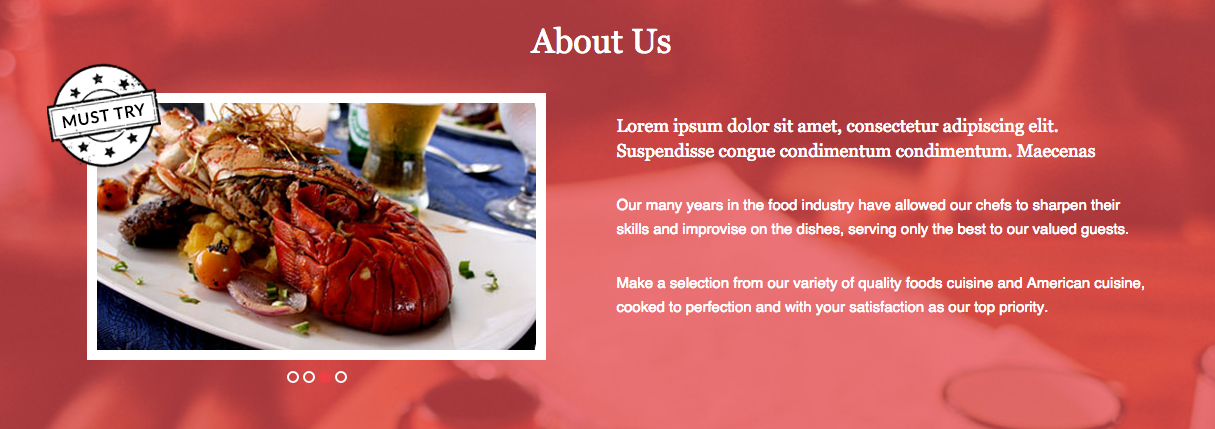 About Us
MUST TRY
Lorem ipsum dolor sit amet, consectetur adipiscing elit.
Suspendisse congue condimentum condimentum. Maecenas
Our many years in the food industry have allowed our chefs to sharpen their
skills and improvise on the dishes, serving only the best to our valued guests.
Make a selection from our variety of quality foods cuisine and American cuisine,
cooked to perfection and with your satisfaction as our top priority.